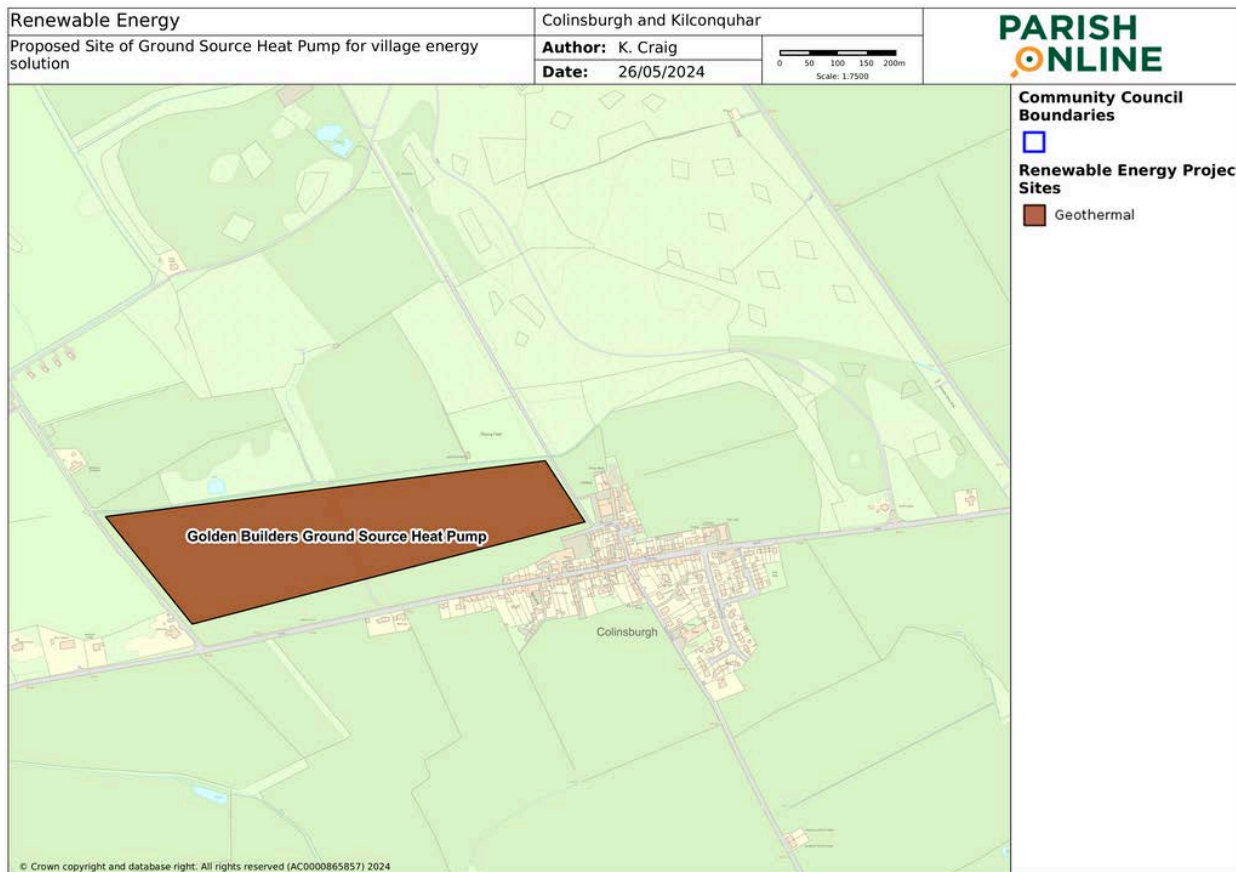 Renewable Energy
Proposed Site of Ground Source Heat Pump for village energy
solution
Colinsburgh and Kilconquhar
Author: K. Craig
Date: 26/05/2024
0 50 100 150 200m
Scale: 1:7500
PARISH
ONLINE
Community Council
Boundaries
Renewable Energy Projec
Sites
Geothermal
Playing Field
Golden Builders Ground Source Heat Pump
Colinsburgh
© Crown copyright and database right. All rights reserved (AC0000865857) 2024